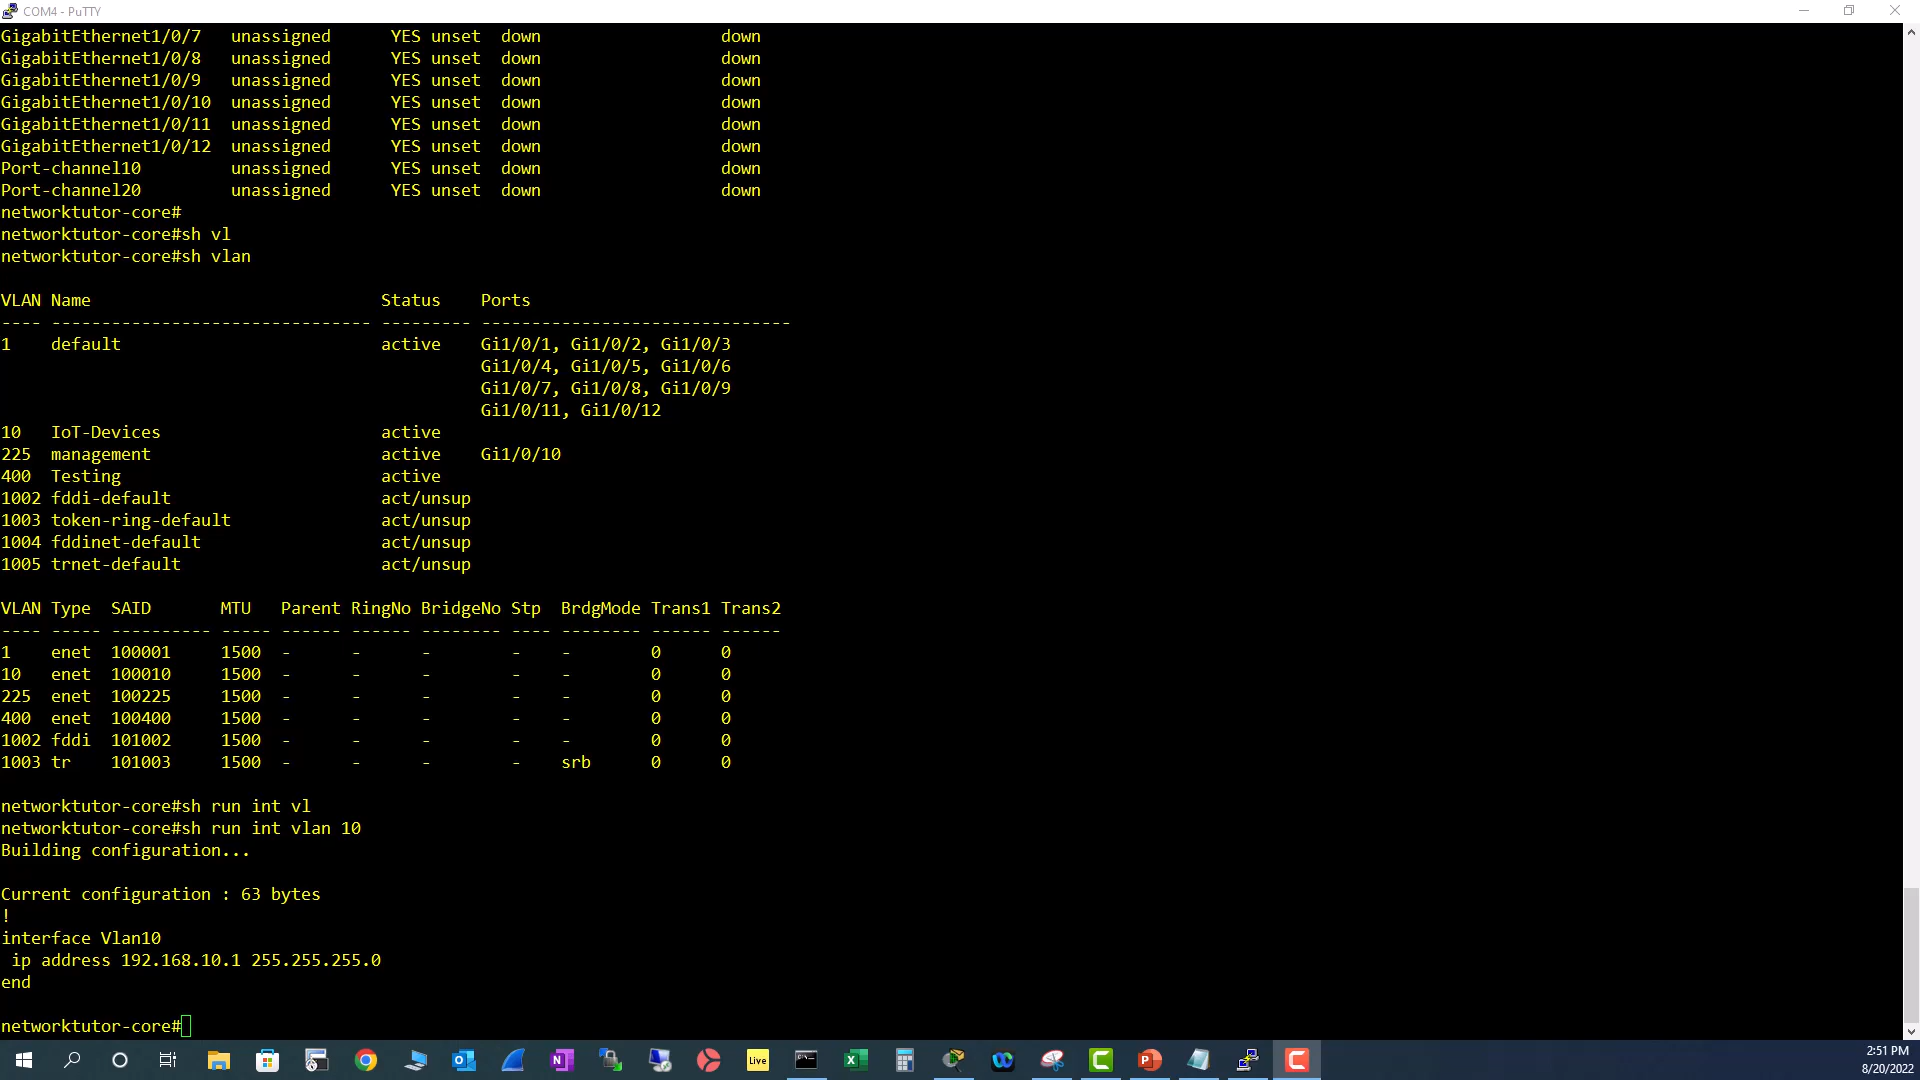 COM4 - PuTTY
GigabitEthernet1/0/7   unassigned      YES unset  down                  down
GigabitEthernet1/0/8   unassigned      YES unset  down                  down
GigabitEthernet1/0/9   unassigned      YES unset  down                  down
GigabitEthernet1/0/10  unassigned      YES unset  down                  down
GigabitEthernet1/0/11  unassigned      YES unset  down                  down
GigabitEthernet1/0/12  unassigned      YES unset  down                  down
Port-channel10         unassigned      YES unset  down                  down
Port-channel20         unassigned      YES unset  down                  down
networktutor-core#
networktutor-core#sh vl
networktutor-core#sh vlan
VLAN Name                             Status    Ports
---- -------------------------------- --------- -------------------------------
1    default                          active    Gi1/0/1, Gi1/0/2, Gi1/0/3
                                                Gi1/0/4, Gi1/0/5, Gi1/0/6
                                                Gi1/0/7, Gi1/0/8, Gi1/0/9
                                                Gi1/0/11, Gi1/0/12
10   IoT-Devices                      active
225  management                       active    Gi1/0/10
400  Testing                          active
1002 fddi-default                     act/unsup
1003 token-ring-default               act/unsup
1004 fddinet-default                  act/unsup
1005 trnet-default                    act/unsup
VLAN Type  SAID       MTU   Parent RingNo BridgeNo Stp  BrdgMode Trans1 Trans2
---- ----- ---------- ----- ------ ------ -------- ---- -------- ------ ------
1    enet  100001     1500  -      -      -        -    -        0      0
10   enet  100010     1500  -      -      -        -    -        0      0
225  enet  100225     1500  -      -      -        -    -        0      0
400  enet  100400     1500  -      -      -        -    -        0      0
1002 fddi  101002     1500  -      -      -        -    -        0      0
1003 tr    101003     1500  -      -      -        -    srb      0      0
networktutor-core#sh run int vl
networktutor-core#sh run int vlan 10
Building configuration...
Current configuration : 63 bytes
!
interface Vlan10
 ip address 192.168.10.1 255.255.255.0
end
networktutor-core#
Live
2:51 PM
8/20/2022